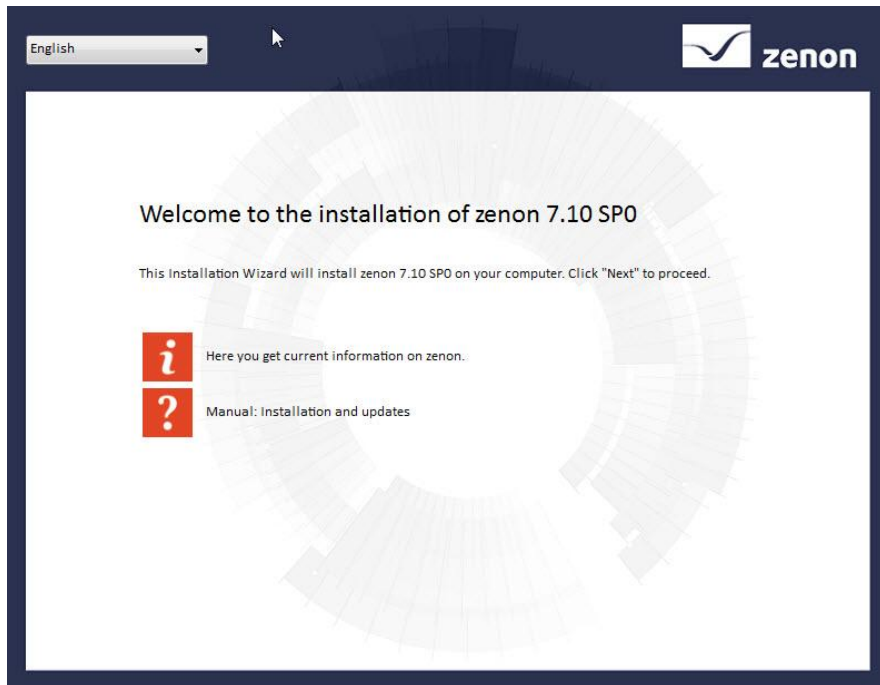 English
zenon
Welcome to the installation of zenon 7.10 SP0
This Installation Wizard will install zenon 7.10 SP0 on your computer. Click "Next" to proceed.
Here you get current information on zenon.
Manual: Installation and updates